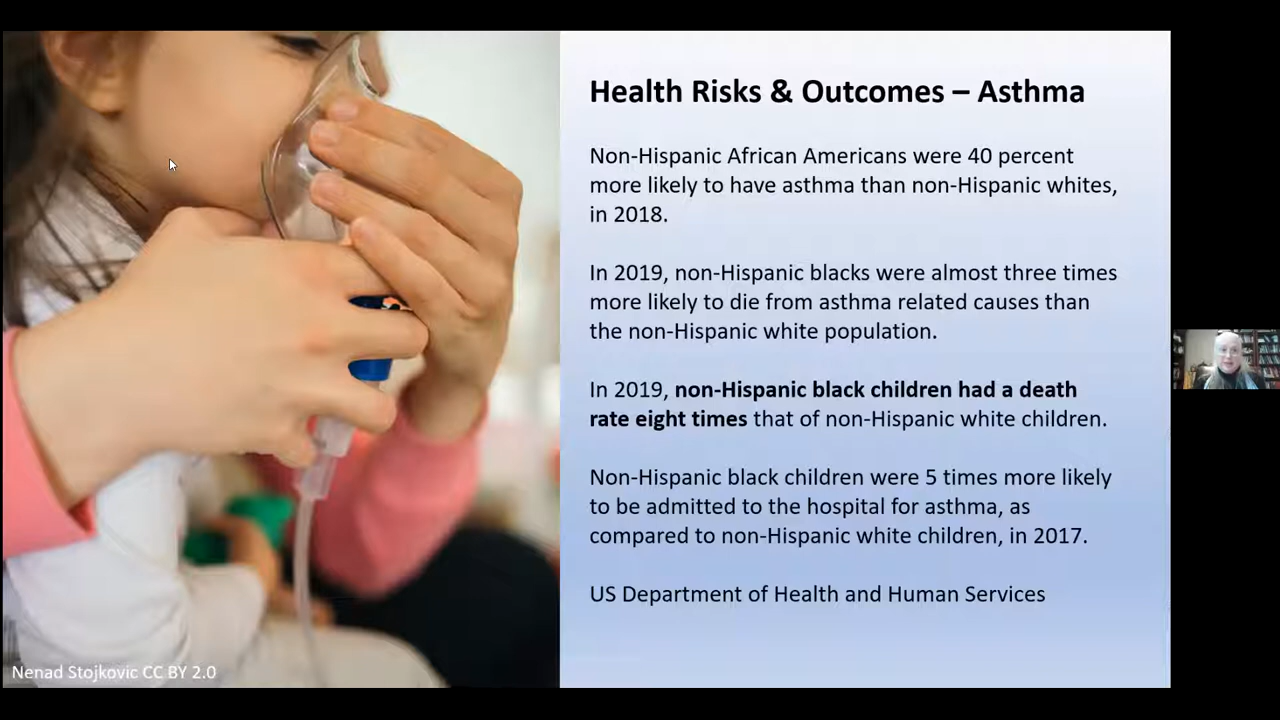 Health Risks & Outcomes – Asthma
Non-Hispanic African Americans were 40 percent
more likely to have asthma than non-Hispanic whites,
in 2018.
In 2019, non-Hispanic blacks were almost three times
more likely to die from asthma related causes than
the non-Hispanic white population.
In 2019, non-Hispanic black children had a death
rate eight times that of non-Hispanic white children.
Non-Hispanic black children were 5 times more likely
to be admitted to the hospital for asthma, as
compared to non-Hispanic white children, in 2017.
US Department of Health and Human Services
Nenad Stojkovic CC BY 2.0